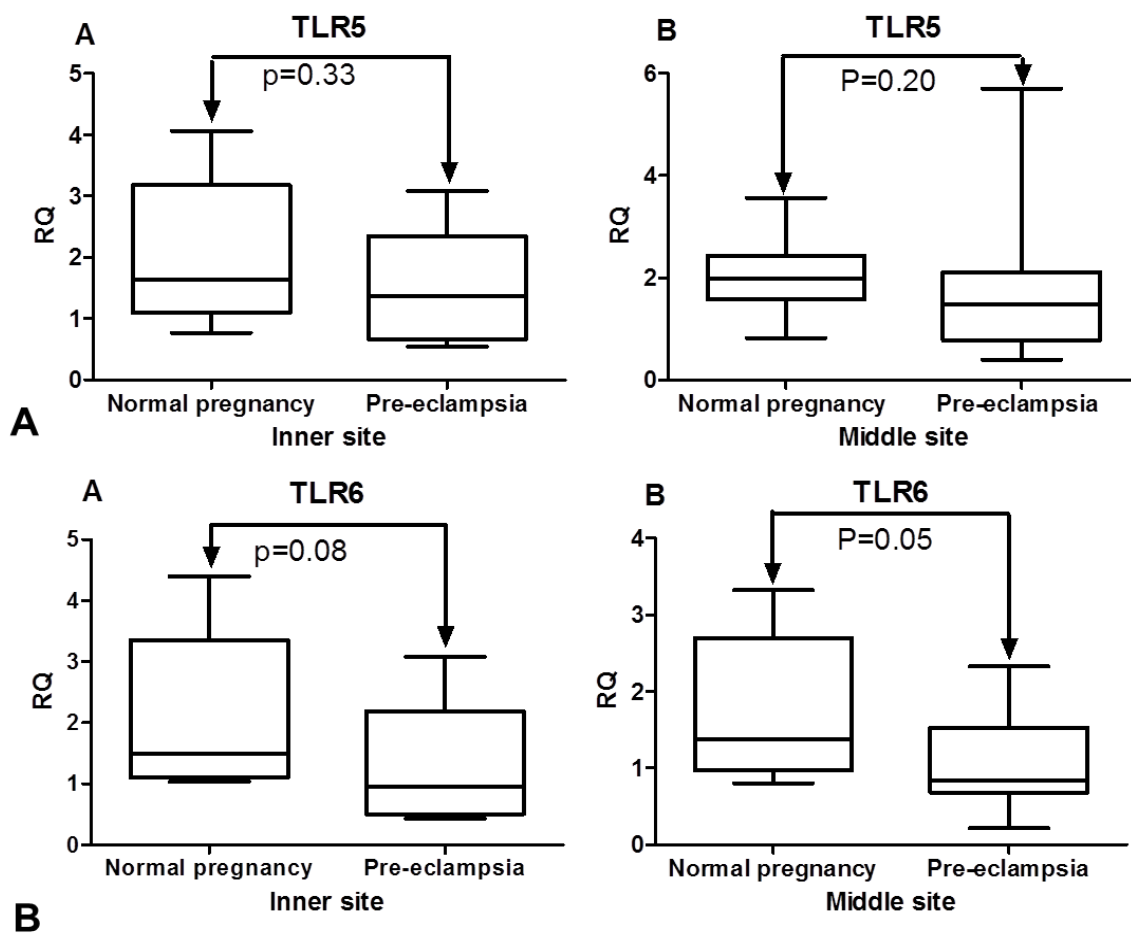 A
TLR5
p=0.33
5
4
3
2
1
0
RQ
Normal pregnancy
Pre-eclampsia
Inner site
B
TLR5
P=0.20
6
4
2
0
RQ
Normal pregnancy
Pre-eclampsia
Middle site
A
A
TLR6
p=0.08
5
4
3
2
1
0
RQ
Normal pregnancy
Pre-eclampsia
Inner site
B
TLR6
P=0.05
4
3
2
1
0
RQ
Normal pregnancy
Pre-eclampsia
Middle site
B